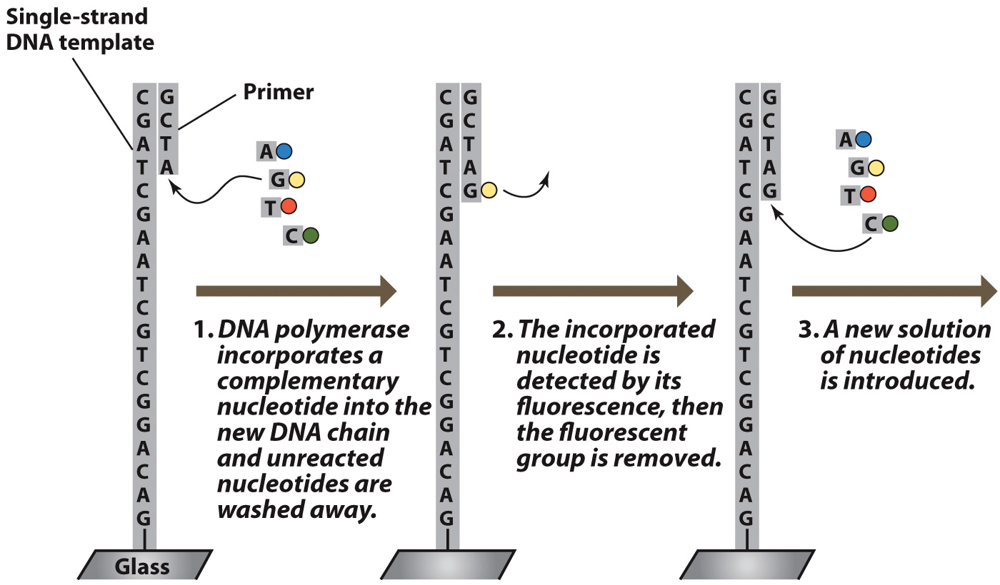 Single-strand
DNA template
Primer
C G
G C
A T
T A
C
G
A
A
T
C
G
T
C
G
G
A
C
A
G
Glass
A
G
T
C
1. DNA polymerase
incorporates a
complementary
nucleotide into the
new DNA chain
and unreacted
nucleotides are
washed away.
C G
G C
A T
T A
C G
G
A
A
T
C
G
T
C
G
G
A
C
A
G
2. The incorporated
nucleotide is
detected by its
fluorescence, then
the fluorescent
group is removed.
C G
G C
A T
T A
C G
G
A
A
T
C
G
T
C
G
G
A
C
A
G
A
G
T
C
3. A new solution
of nucleotides
is introduced.